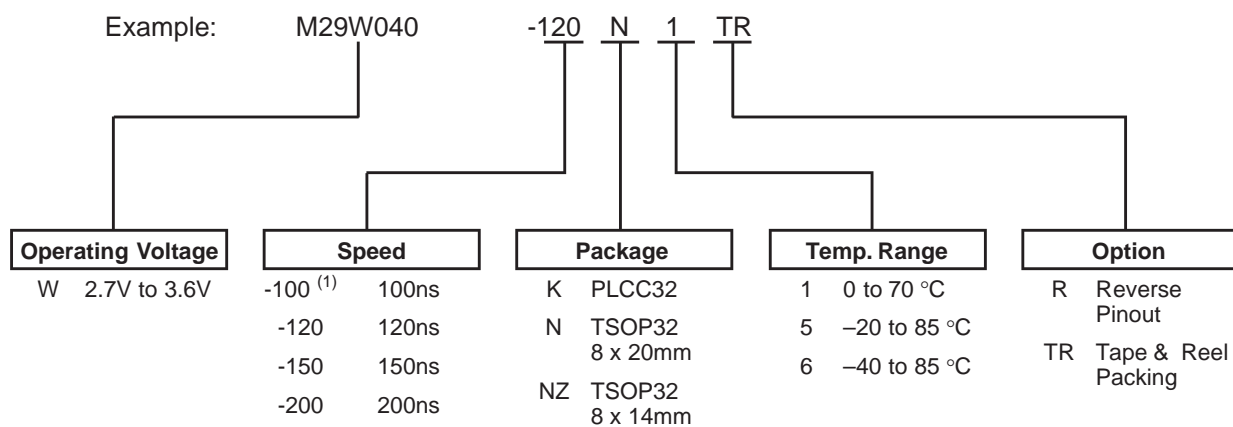 Example: M29W040 -120 N 1 TR
Operating Voltage
W 2.7V to 3.6V
Speed
-100 (1) 100ns
-120 120ns
-150 150ns
-200 200ns
Package
K PLCC32
N TSOP32
8 x 20mm
NZ TSOP32
8 x 14mm
Temp. Range
1 0 to 70 °C
5 –20 to 85 °C
6 –40 to 85 °C
Option
R Reverse
Pinout
TR Tape & Reel
Packing